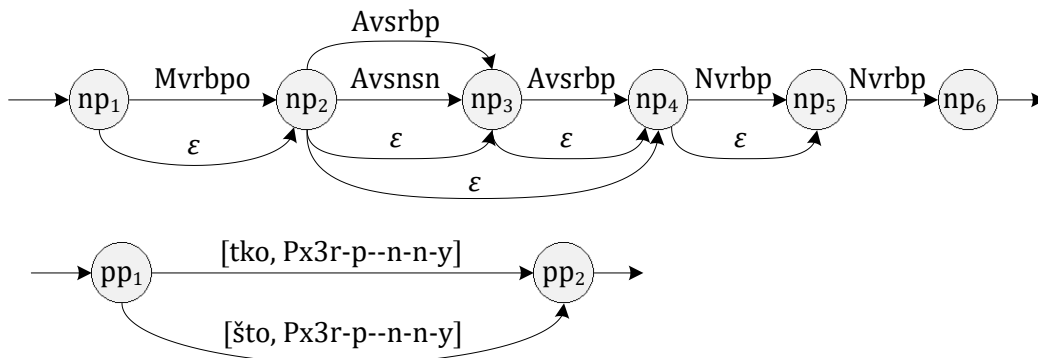 Avsrbp
np1 Mvrbpo np2 Avsnsn np3 Avsrbp np4 Nvrbp np5 Nvrbp np6
ε ε ε ε
ε
pp1 [tko, Px3r-p--n-n-y] pp2
[što, Px3r-p--n-n-y]